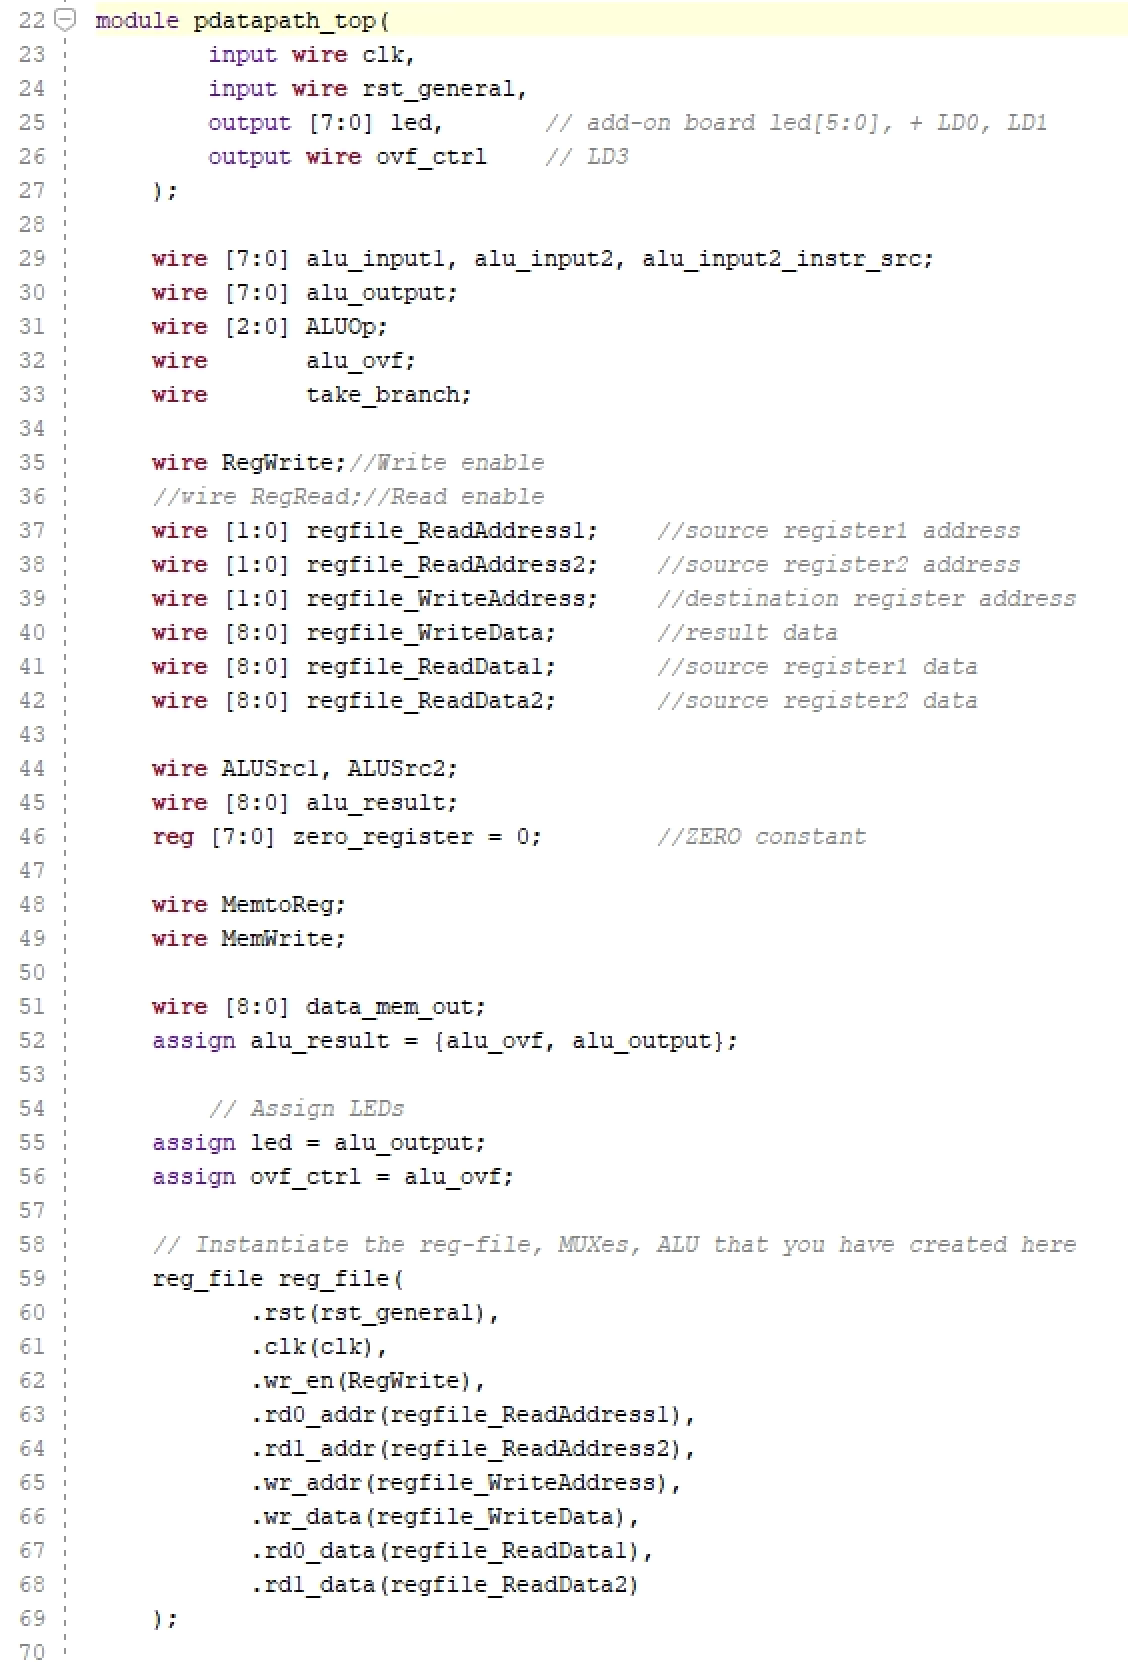 22 module pdatapath_top(
23 input wire clk,
24 input wire rst_general,
25 output [7:0] led, // add-on board led[5:0], + LD0, LD1
26 output wire ovf_ctrl // LD3
27 );
28
29 wire [7:0] alu_input1, alu_input2, alu_input2_instr_src;
30 wire [7:0] alu_output;
31 wire [2:0] ALUOp;
32 wire alu_ovf;
33 wire take_branch;
34
35 wire RegWrite;//Write enable
36 //wire RegRead;//Read enable
37 wire [1:0] regfile_ReadAddress1; //source register1 address
38 wire [1:0] regfile_ReadAddress2; //source register2 address
39 wire [1:0] regfile_WriteAddress; //destination register address
40 wire [8:0] regfile_WriteData; //result data
41 wire [8:0] regfile_ReadData1; //source register1 data
42 wire [8:0] regfile_ReadData2; //source register2 data
43
44 wire ALUSrc1, ALUSrc2;
45 wire [8:0] alu_result;
46 reg [7:0] zero_register = 0; //ZERO constant
47
48 wire MemtoReg;
49 wire MemWrite;
50
51 wire [8:0] data_mem_out;
52 assign alu_result = {alu_ovf, alu_output};
53
54 // Assign LEDs
55 assign led = alu_output;
56 assign ovf_ctrl = alu_ovf;
57
58 // Instantiate the reg-file, MUXes, ALU that you have created here
59 reg_file reg_file(
60 .rst(rst_general),
61 .clk(clk),
62 .wr_en(RegWrite),
63 .rd0_addr(regfile_ReadAddress1),
64 .rd1_addr(regfile_ReadAddress2),
65 .wr_addr(regfile_WriteAddress),
66 .wr_data(regfile_WriteData),
67 .rd0_data(regfile_ReadData1),
68 .rd1_data(regfile_ReadData2)
69 );
70